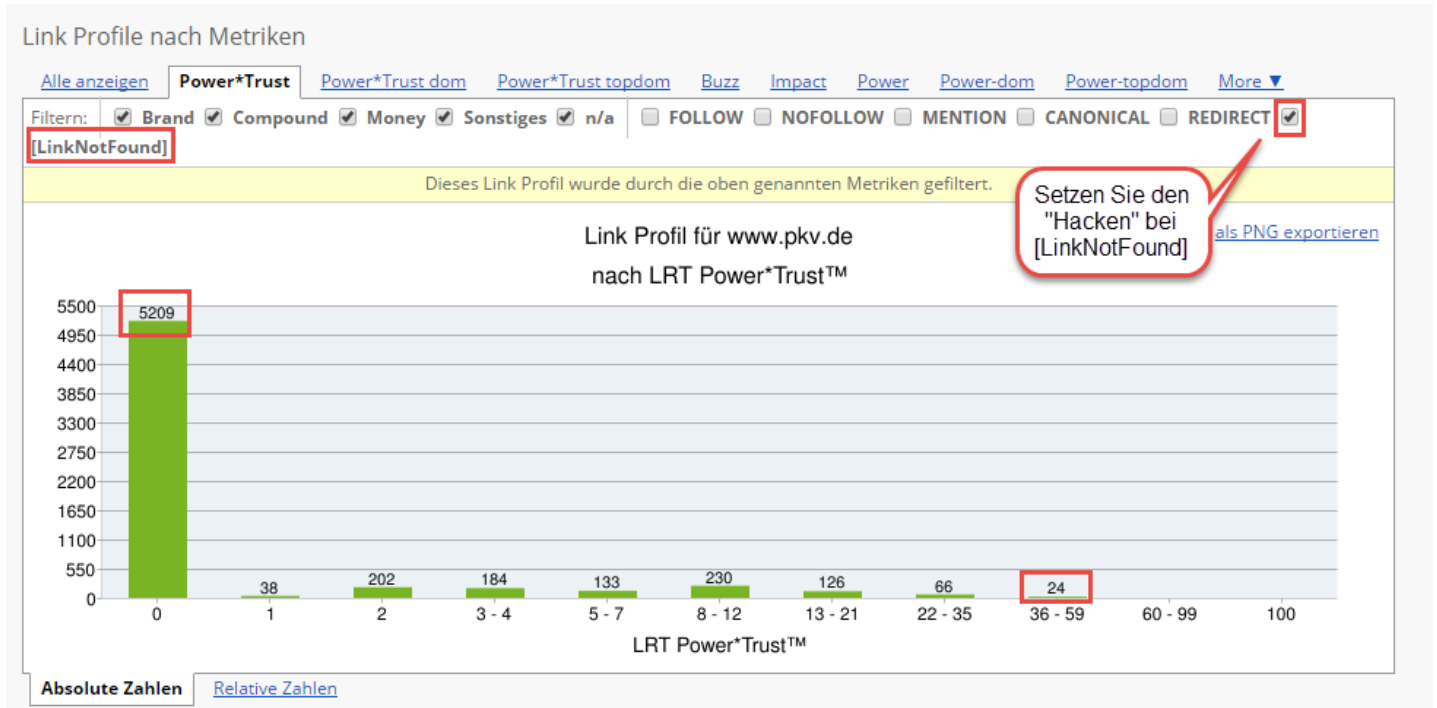 Link Profile nach Metriken
Alle anzeigen Power*Trust Power*Trust dom Power*Trust topdom Buzz Impact Power Power-dom Power-topdom More ▼
Filtern: Brand Compound Money Sonstiges n/a FOLLOW NOFOLLOW MENTION CANONICAL REDIRECT
[LinkNotFound]
Dieses Link Profil wurde durch die oben genannten Metriken gefiltert.
Setzen Sie den
"Hacken" bei
[LinkNotFound]
als PNG exportieren
Link Profil für www.pkv.de
nach LRT Power*Trust™
5500
4950
4400
3850
3300
2750
2200
1650
1100
550
0
5209 38 202 184 133 230 126 66 24
0 1 2 3 - 4 5 - 7 8 - 12 13 - 21 22 - 35 36 - 59 60 - 99 100
LRT Power*Trust™
Absolute Zahlen Relative Zahlen